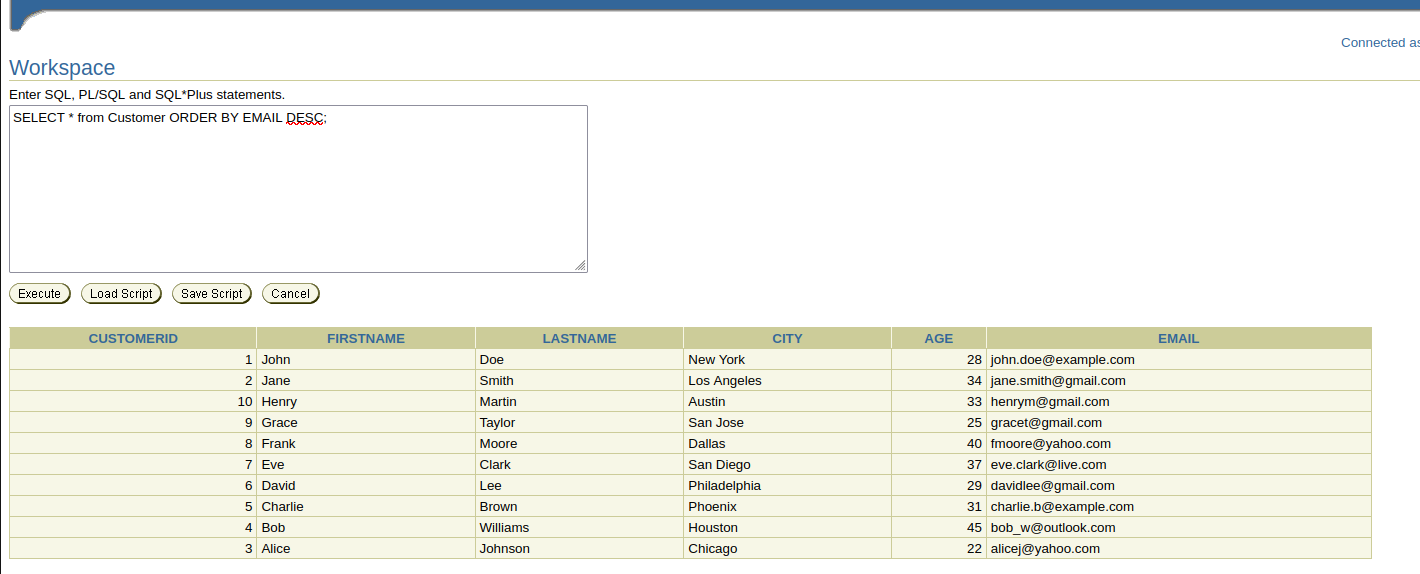 Connected as
Workspace
Enter SQL, PL/SQL and SQL*Plus statements.
SELECT * from Customer ORDER BY EMAIL DESC;
Execute Load Script Save Script Cancel
CUSTOMERID FIRSTNAME LASTNAME CITY AGE EMAIL
1 John Doe New York 28 john.doe@example.com
2 Jane Smith Los Angeles 34 jane.smith@gmail.com
10 Henry Martin Austin 33 henrym@gmail.com
9 Grace Taylor San Jose 25 gracet@gmail.com
8 Frank Moore Dallas 40 fmoore@yahoo.com
7 Eve Clark San Diego 37 eve.clark@live.com
6 David Lee Philadelphia 29 davidlee@gmail.com
5 Charlie Brown Phoenix 31 charlie.b@example.com
4 Bob Williams Houston 45 bob_w@outlook.com
3 Alice Johnson Chicago 22 alicej@yahoo.com